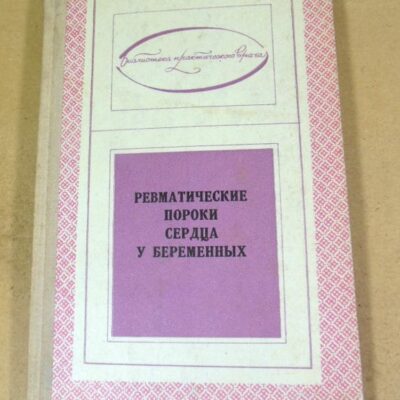 Библиотека практического врача
РЕВМАТИЧЕСКИЕ
ПОРОКИ
СЕРДЦА
У БЕРЕМЕННЫХ